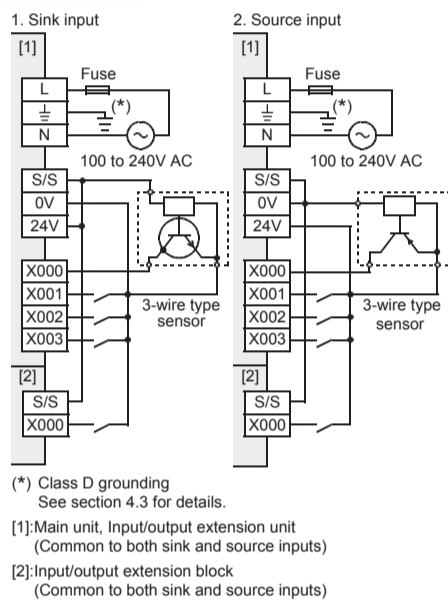 1. Sink input
[1]
L
Fuse
(*)
N
100 to 240V AC
S/S
0V
24V
X000
X001
X002
X003
3-wire type
sensor
[2]
S/S
X000
2. Source input
[1]
L
Fuse
(*)
N
100 to 240V AC
S/S
0V
24V
X000
X001
X002
X003
3-wire type
sensor
[2]
S/S
X000
(*) Class D grounding
See section 4.3 for details.
[1]:Main unit, Input/output extension unit
(Common to both sink and source inputs)
[2]:Input/output extension block
(Common to both sink and source inputs)